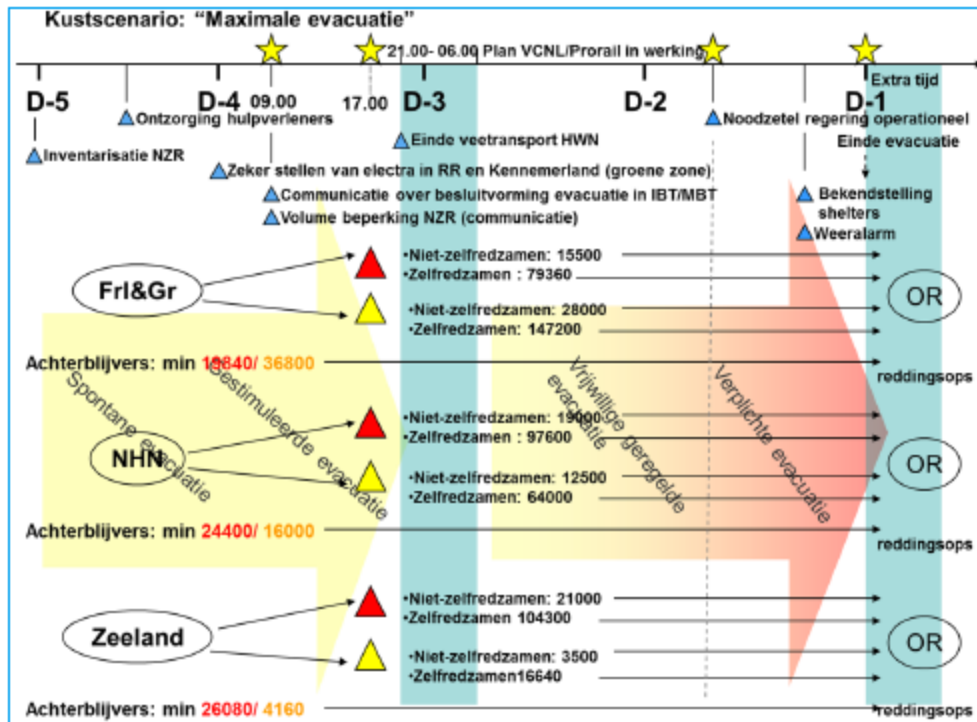 Kustscenario: “Maximale evacuatie”
21.00- 06.00 Plan VCNL/Prorail in werking
D-5
D-4
09.00
17.00
D-3
D-2
D-1
Extra tijd
Ontzorging hulpverleners
Noodzetel regering operationeel
Einde veetransport HWN
Einde evacuatie
Inventarisatie NZR
Zeker stellen van electra in RR en Kennemerland (groene zone)
Communicatie over besluitvorming evacuatie in IBT/MBT
Bekendstelling
shelters
Volume beperking NZR (communicatie)
Weeralarm
Frl&Gr
•Niet-zelfredzamen: 15500
•Zelfredzamen : 79360
•Niet-zelfredzamen: 28000
•Zelfredzamen: 147200
OR
Achterblijvers: min 19840/ 36800
reddingsops
Spontane evacuatie
Gestimuleerde evacuatie
Vrijwillige geregelde
evacuatie
Verplichte evacuatie
NHN
•Niet-zelfredzamen: 19000
•Zelfredzamen : 97600
•Niet-zelfredzamen: 12500
•Zelfredzamen: 64000
OR
Achterblijvers: min 24400/ 16000
reddingsops
Zeeland
•Niet-zelfredzamen: 21000
•Zelfredzamen: 104300
•Niet-zelfredzamen: 3500
•Zelfredzamen16640
OR
Achterblijvers: min 26080/ 4160
reddingsops